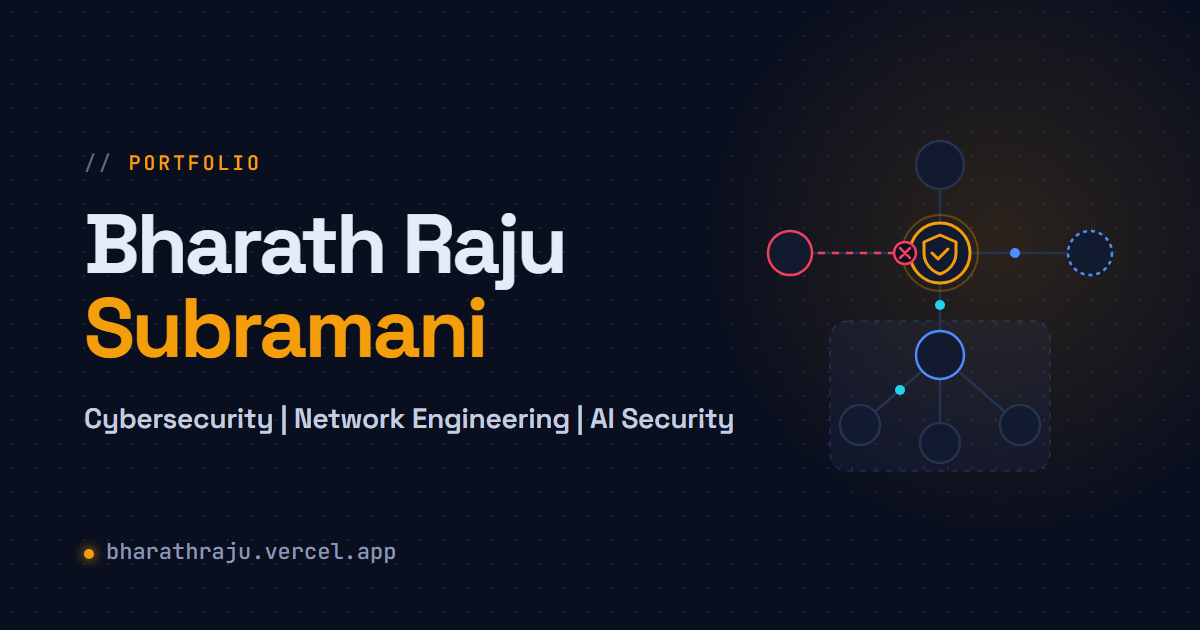 // PORTFOLIO
Bharath Raju
Subramani
Cybersecurity | Network Engineering | AI Security
bharathraju.vercel.app